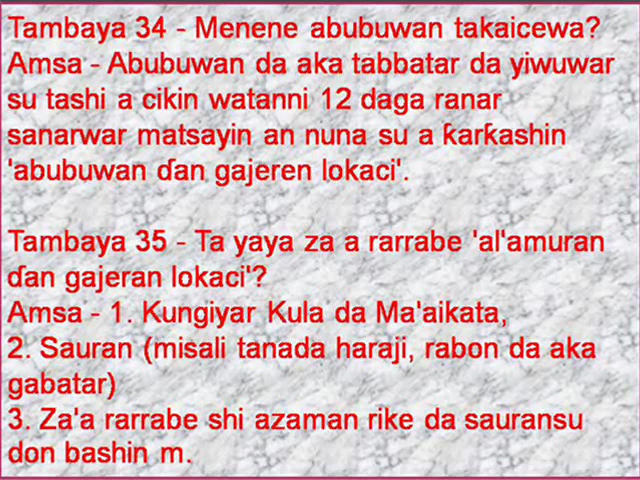 Tambaya 34 - Menene abubuwan takaicewa?
Amsa - Abubuwan da aka tabbatar da yiwuwar
su tashi a cikin watanni 12 daga ranar
sanarwar matsayin an nuna su a ƙarƙashin
'abubuwan ɗan gajeren lokaci'.
Tambaya 35 - Ta yaya za a rarrabe 'al'amuran
ɗan gajeran lokaci'?
Amsa - 1. Kungiyar Kula da Ma'aikata,
2. Sauran (misali tanada haraji, rabon da aka
gabatar)
3. Za'a rarrabe shi azaman rike da sauransu
don bashin m.